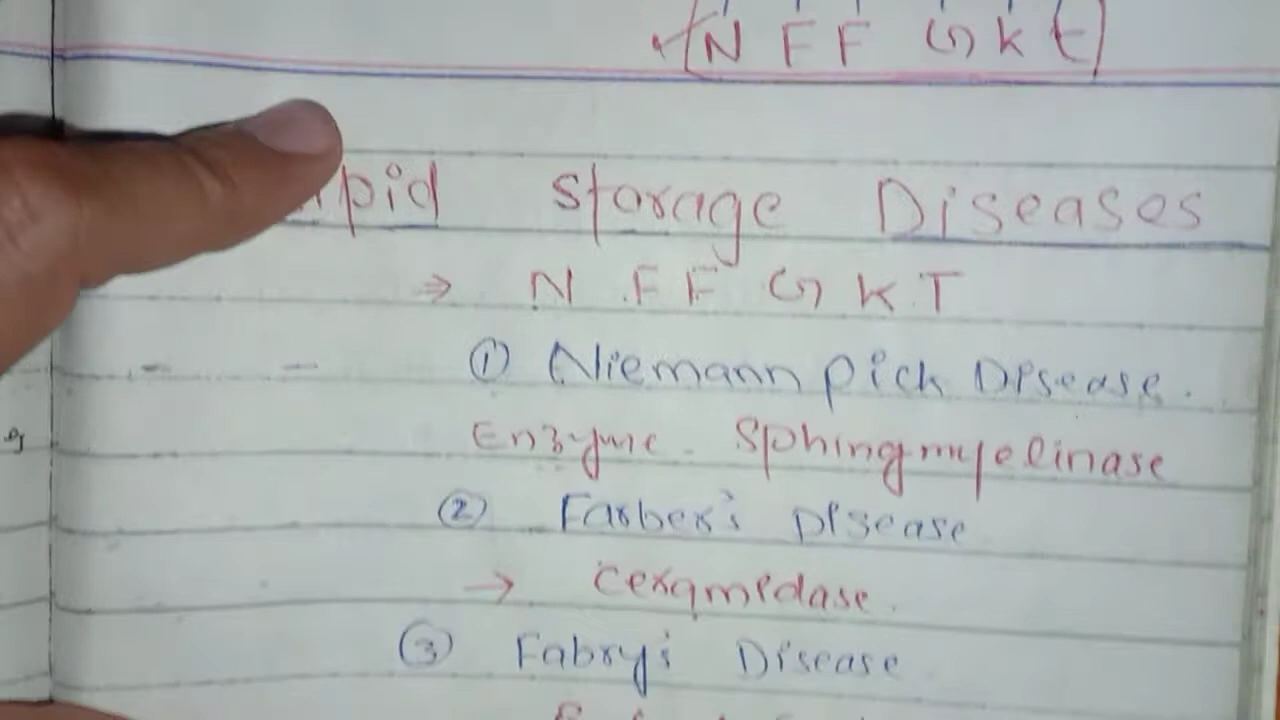 N F F G K t
Lipid Storage Diseases
⇒ N F F G K T
① Niemann Pick Disease.
Enzyme - Sphingmyelinase
② Farber's Disease
→ ceramidase.
③ Fabry's Disease